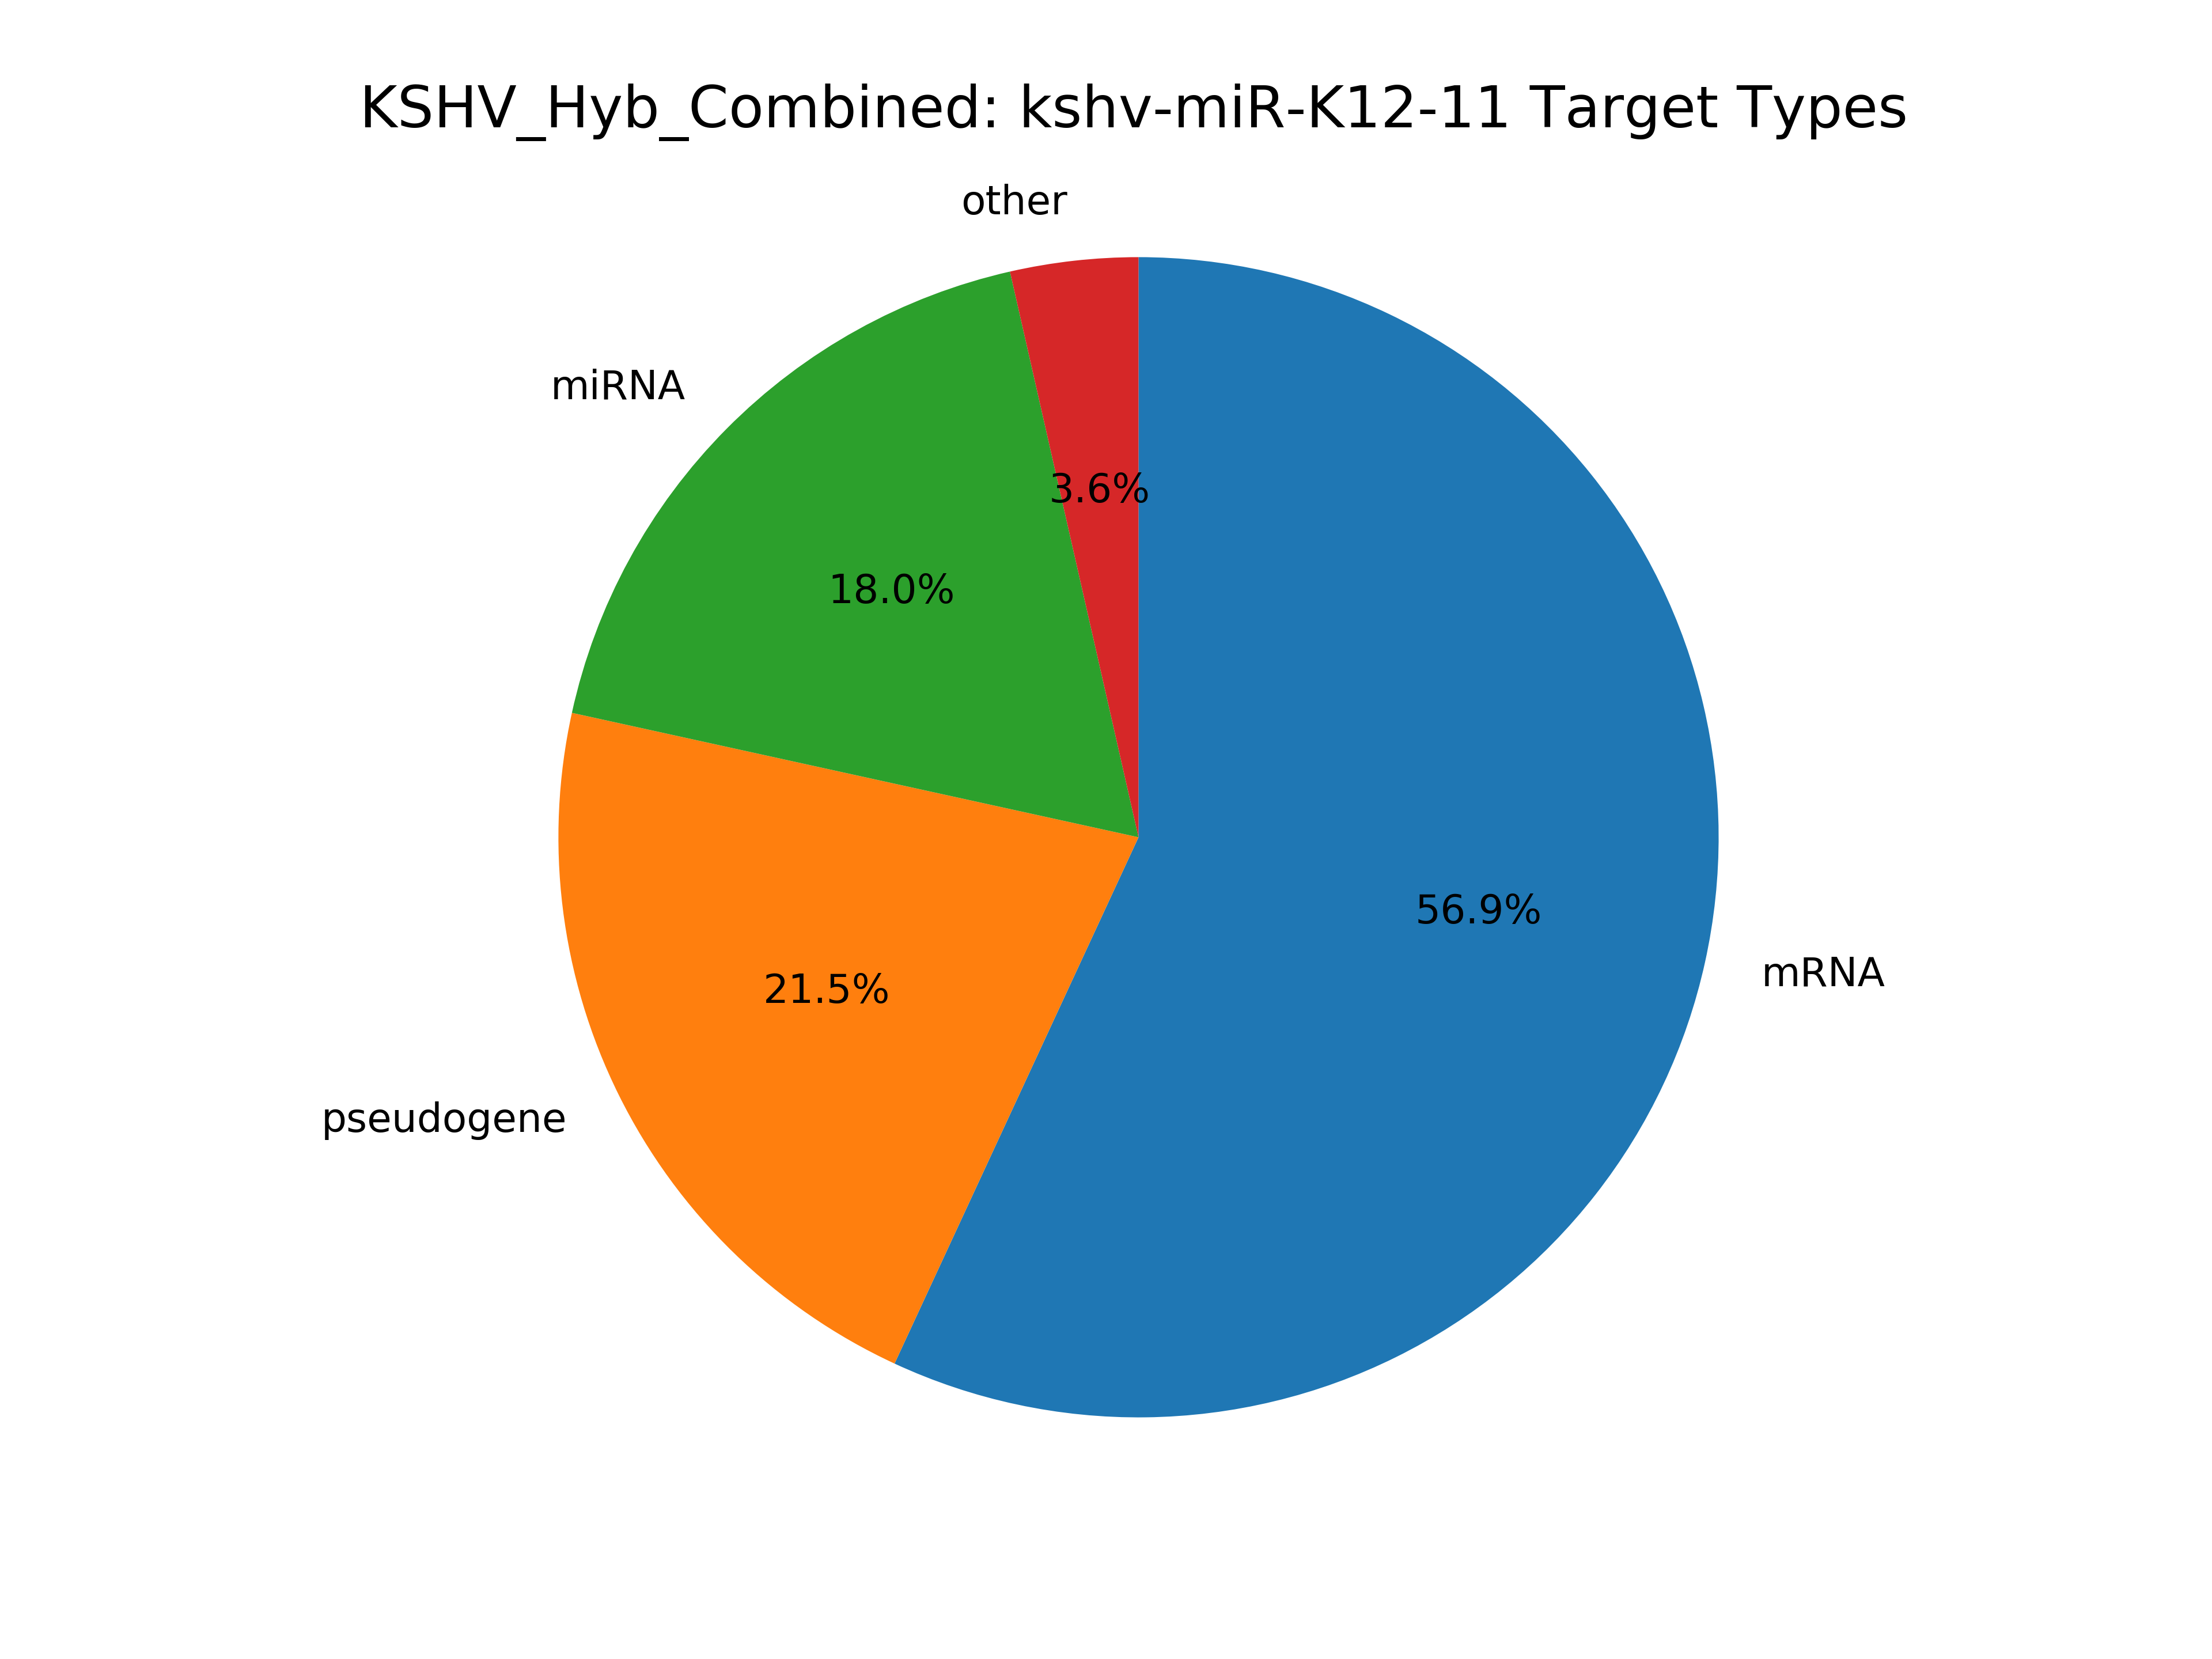 KSHV_Hyb_Combined: kshv-miR-K12-11 Target Types
other
miRNA
3.6%
18.0%
56.9%
mRNA
21.5%
pseudogene